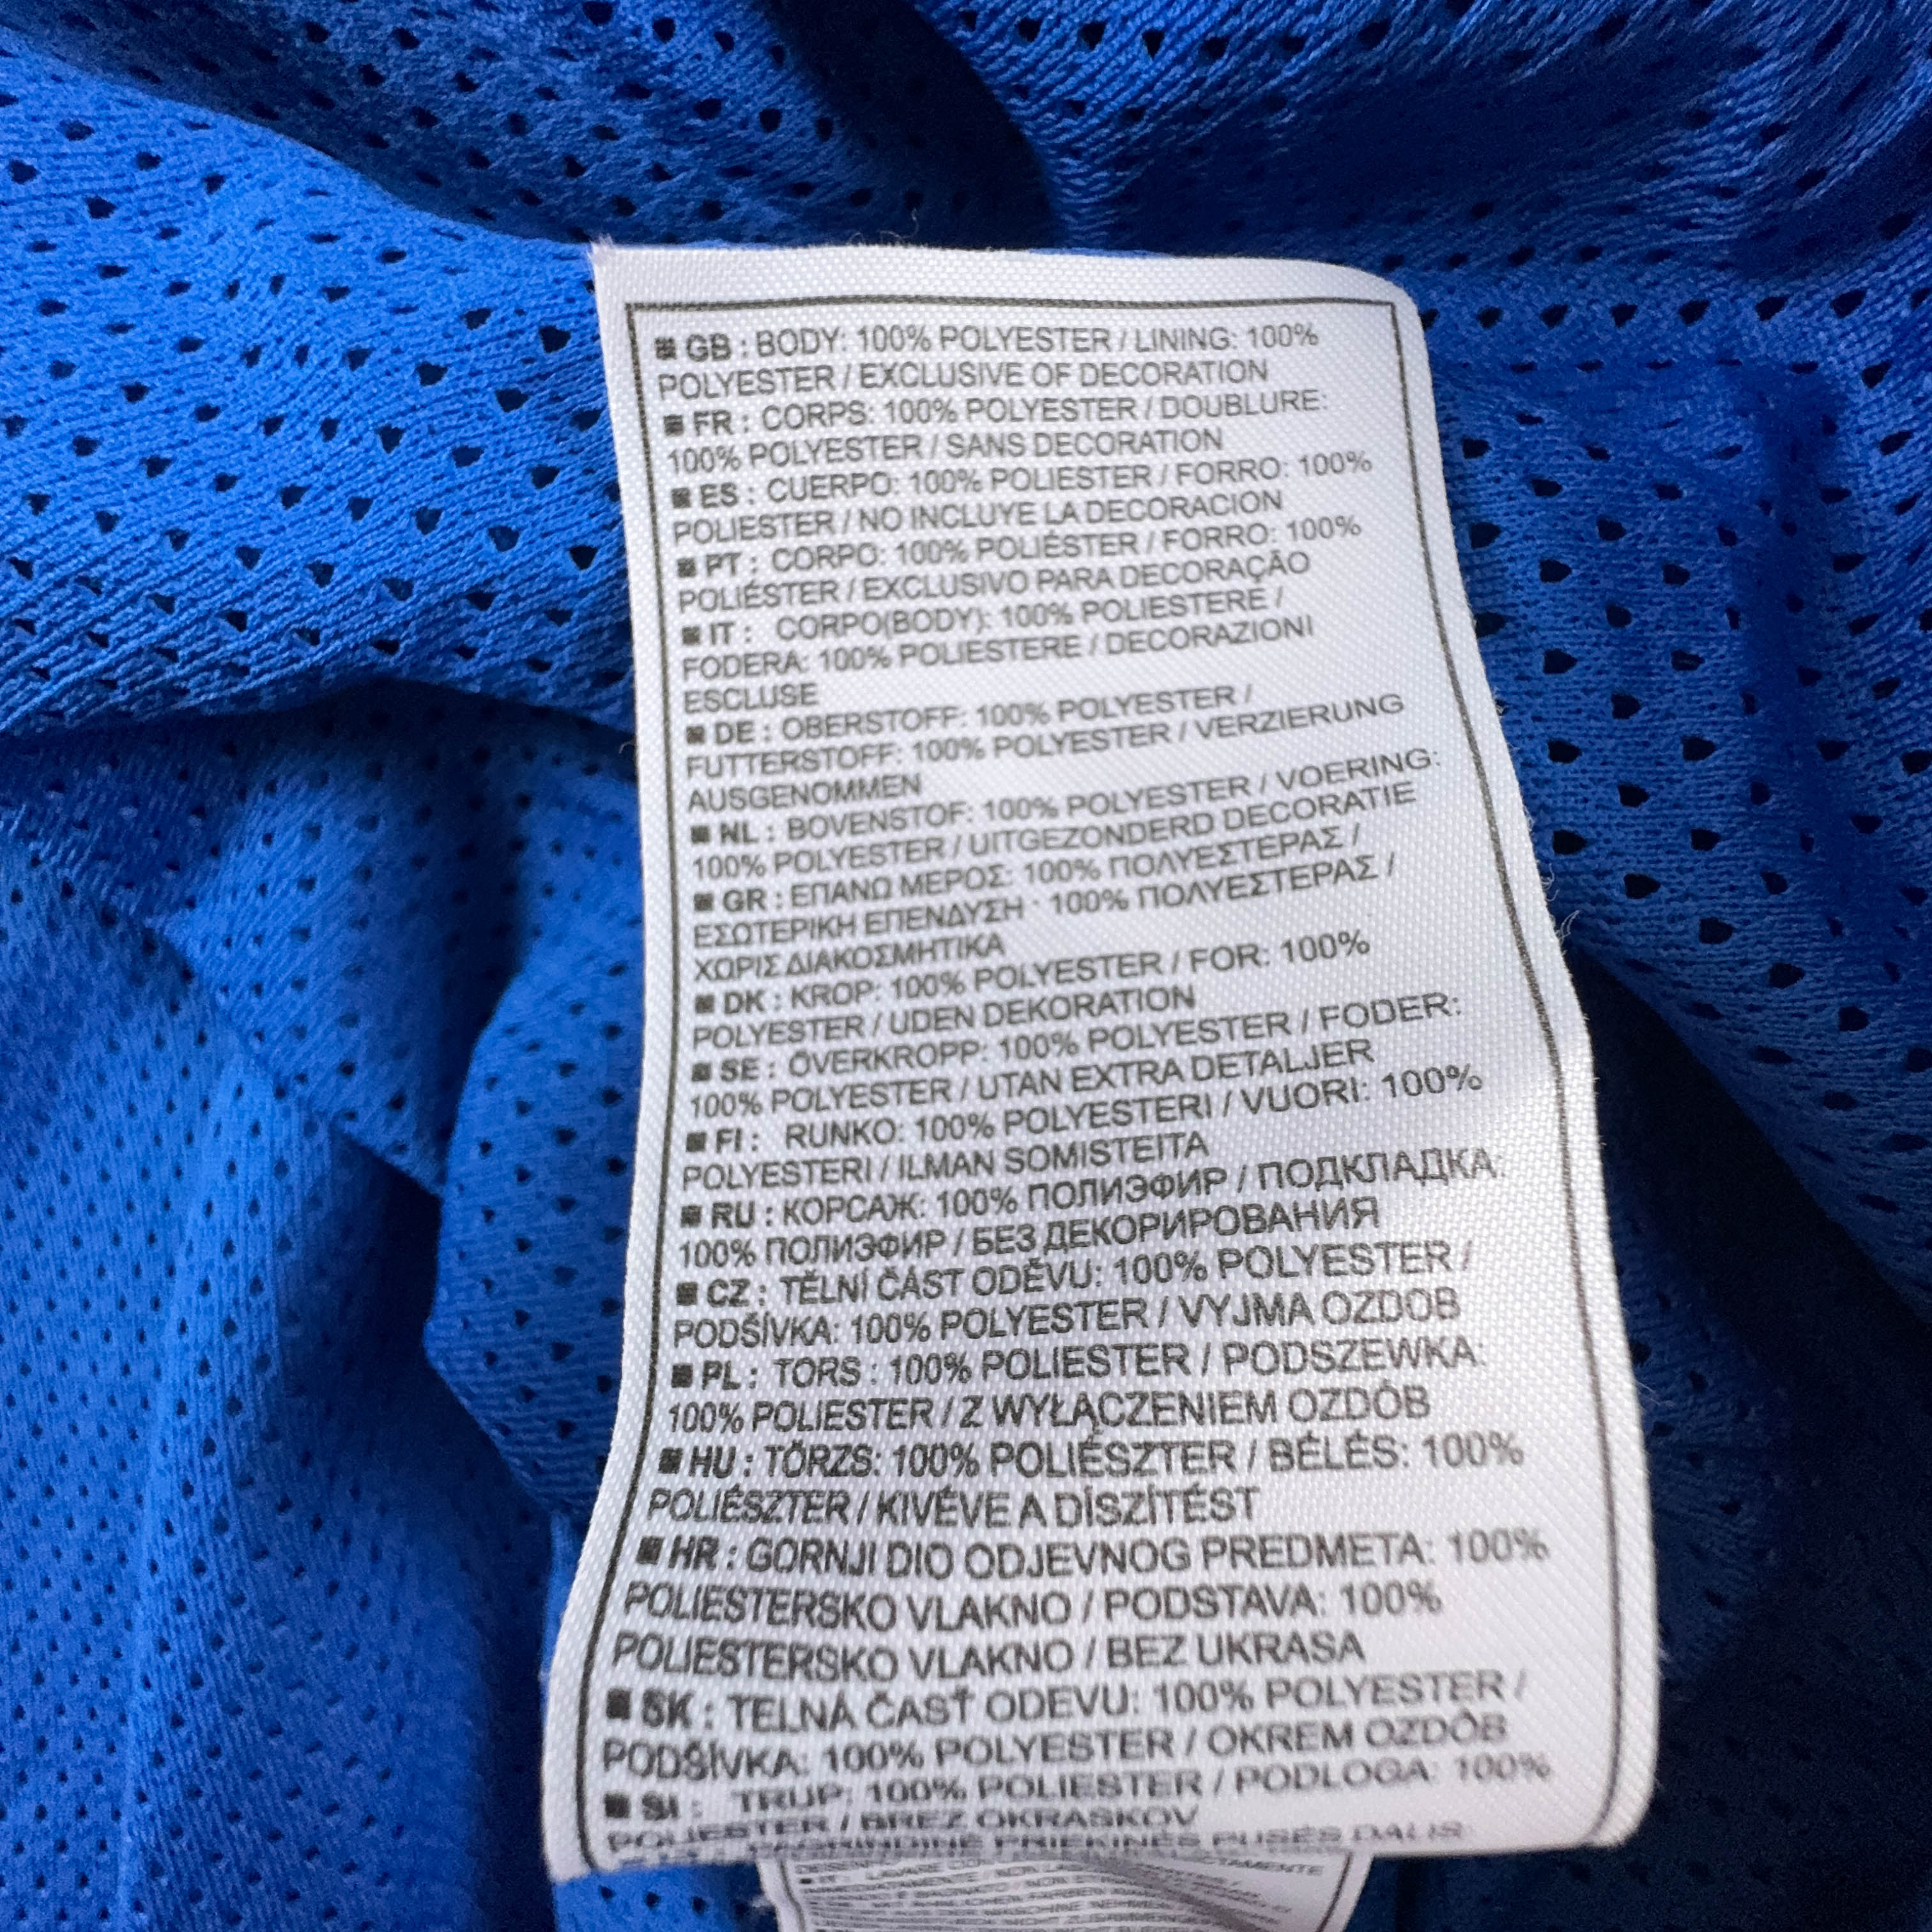 GB : BODY: 100% POLYESTER / LINING: 100%
POLYESTER / EXCLUSIVE OF DECORATION
FR : CORPS: 100% POLYESTER / DOUBLURE:
100% POLYESTER / SANS DECORATION
ES : CUERPO: 100% POLIESTER / FORRO: 100%
POLIESTER / NO INCLUYE LA DECORACION
PT : CORPO: 100% POLIÉSTER / FORRO: 100%
POLIÉSTER / EXCLUSIVO PARA DECORAÇÃO
IT : CORPO(BODY): 100% POLIESTERE /
FODERA: 100% POLIESTERE / DECORAZIONI
ESCLUSE
DE : OBERSTOFF: 100% POLYESTER /
FUTTERSTOFF: 100% POLYESTER / VERZIERUNG
AUSGENOMMEN
NL : BOVENSTOF: 100% POLYESTER / VOERING:
100% POLYESTER / UITGEZONDERD DECORATIE
GR : ΕΠΑΝΩ ΜΕΡΟΣ: 100% ΠΟΛΥΕΣΤΕΡΑΣ /
ΕΣΩΤΕΡΙΚΗ ΕΠΕΝΔΥΣΗ · 100% ΠΟΛΥΕΣΤΕΡΑΣ /
ΧΩΡΙΣ ΔΙΑΚΟΣΜΗΤΙΚΑ
DK : KROP: 100% POLYESTER / FOR: 100%
POLYESTER / UDEN DEKORATION
SE : ÖVERKROPP: 100% POLYESTER / FODER:
100% POLYESTER / UTAN EXTRA DETALJER
FI : RUNKO: 100% POLYESTERI / VUORI: 100%
POLYESTERI / ILMAN SOMISTEITA
RU : КОРСАЖ: 100% ПОЛИЭФИР / ПОДКЛАДКА:
100% ПОЛИЭФИР / БЕЗ ДЕКОРИРОВАНИЯ
CZ : TĚLNÍ ČÁST ODĚVU: 100% POLYESTER /
PODŠÍVKA: 100% POLYESTER / VYJMA OZDOB
PL : TORS : 100% POLIESTER / PODSZEWKA:
100% POLIESTER / Z WYŁĄCZENIEM OZDÓB
HU : TÖRZS: 100% POLIÉSZTER / BÉLÉS: 100%
POLIÉSZTER / KIVÉVE A DÍSZÍTÉST
HR : GORNJI DIO ODJEVNOG PREDMETA: 100%
POLIESTERSKO VLAKNO / PODSTAVA: 100%
POLIESTERSKO VLAKNO / BEZ UKRASA
SK : TELNÁ ČASŤ ODEVU: 100% POLYESTER /
PODŠÍVKA: 100% POLYESTER / OKREM OZDÔB
SI : TRUP: 100% POLIESTER / PODLOGA: 100%
POLIESTER / BREZ OKRASKOV
PRIEKINĖS PUSĖS DALIS: